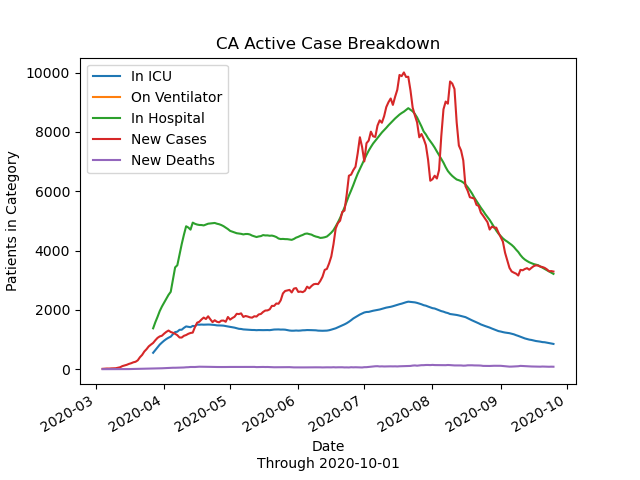 CA Active Case Breakdown
In ICU
On Ventilator
In Hospital
New Cases
New Deaths
Patients in Category
10000
8000
6000
4000
2000
0
2020-03
2020-04
2020-05
2020-06
2020-07
2020-08
2020-09
2020-10
Date
Through 2020-10-01